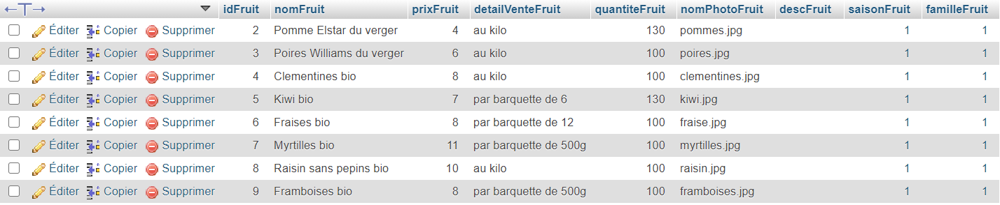 idFruit nomFruit prixFruit detailVenteFruit quantiteFruit nomPhotoFruit descFruit saisonFruit familleFruit
Éditer Copier Supprimer 2 Pomme Elstar du verger 4 au kilo 130 pommes.jpg 1 1
Éditer Copier Supprimer 3 Poires Williams du verger 6 au kilo 100 poires.jpg 1 1
Éditer Copier Supprimer 4 Clementines bio 8 au kilo 100 clementines.jpg 1 1
Éditer Copier Supprimer 5 Kiwi bio 7 par barquette de 6 130 kiwi.jpg 1 1
Éditer Copier Supprimer 6 Fraises bio 8 par barquette de 12 100 fraise.jpg 1 1
Éditer Copier Supprimer 7 Myrtilles bio 11 par barquette de 500g 100 myrtilles.jpg 1 1
Éditer Copier Supprimer 8 Raisin sans pepins bio 10 au kilo 100 raisin.jpg 1 1
Éditer Copier Supprimer 9 Framboises bio 8 par barquette de 500g 100 framboises.jpg 1 1